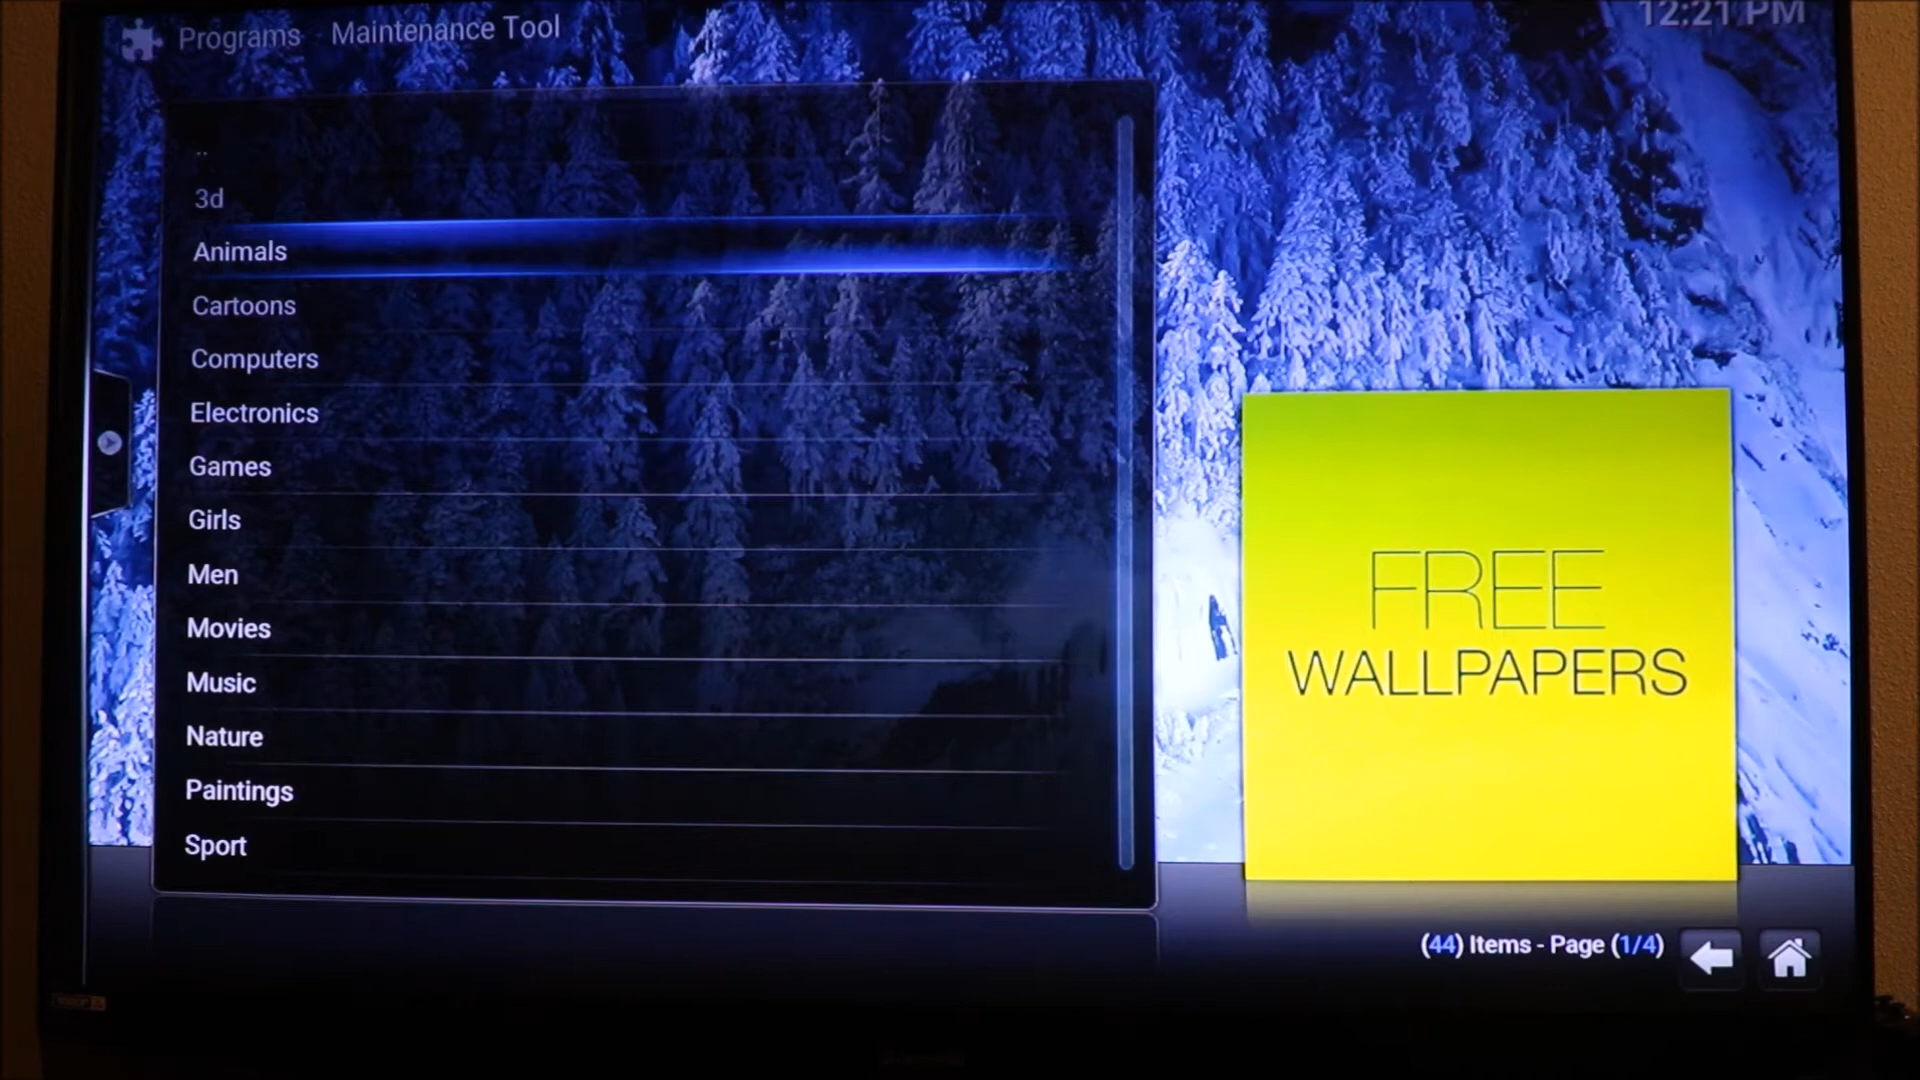 Programs - Maintenance Tool
12:21 PM
..
3d
Animals
Cartoons
Computers
Electronics
Games
Girls
Men
Movies
Music
Nature
Paintings
Sport
FREE
WALLPAPERS
(44) Items - Page (1/4)